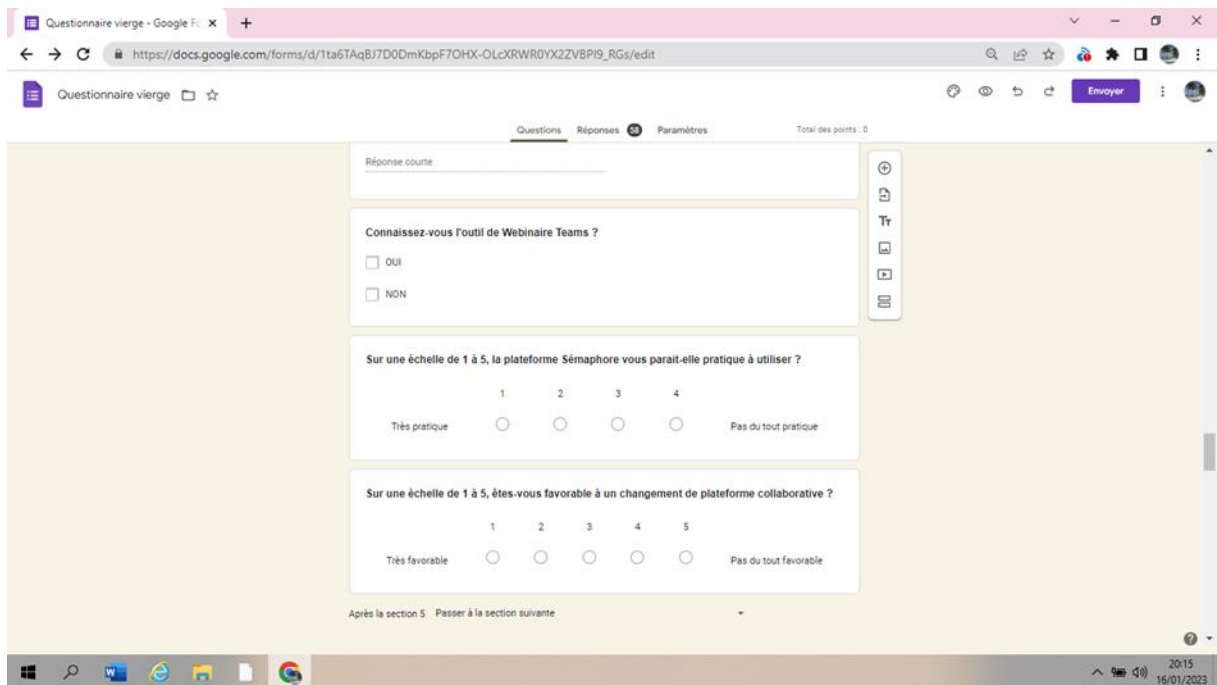 Questionnaire vierge - Google Fo
https://docs.google.com/forms/d/1ta6TAqBJ7D0DmKbpF7OHX-OLcXRWR0YX2ZVBPI9_RGs/edit
Questionnaire vierge
Envoyer
Questions Réponses 58 Paramètres Total des points : 0
Réponse courte
Connaissez-vous l'outil de Webinaire Teams ?
OUI
NON
Sur une échelle de 1 à 5, la plateforme Sémaphore vous parait-elle pratique à utiliser ?
1 2 3 4
Très pratique Pas du tout pratique
Sur une échelle de 1 à 5, êtes-vous favorable à un changement de plateforme collaborative ?
1 2 3 4 5
Très favorable Pas du tout favorable
Après la section 5 Passer à la section suivante
20:15
16/01/2023